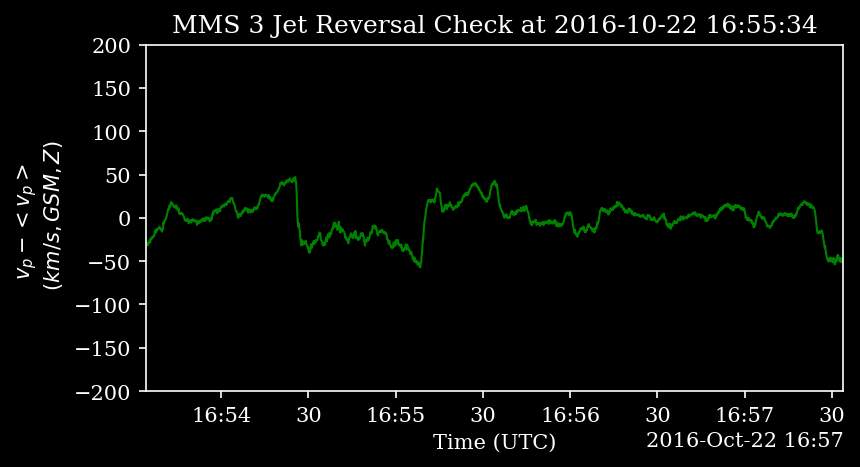 MMS 3 Jet Reversal Check at 2016-10-22 16:55:34
200
150
100
50
0
−50
−100
−150
−200
v_p − < v_p >
(km/s, GSM, Z)
16:54 30 16:55 30 16:56 30 16:57 30
Time (UTC)
2016-Oct-22 16:57